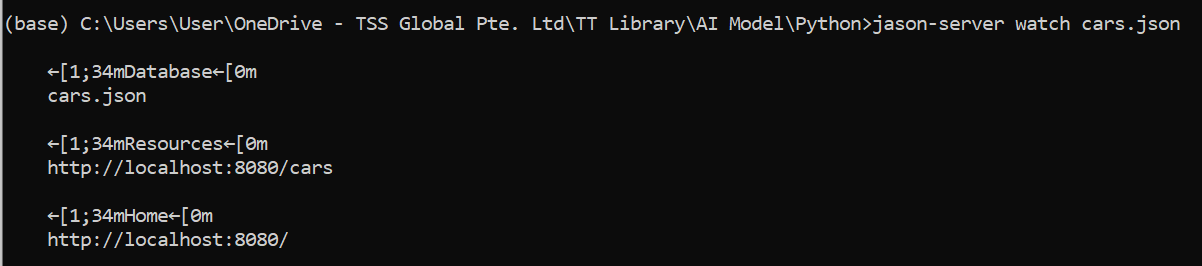 (base) C:\Users\User\OneDrive - TSS Global Pte. Ltd\TT Library\AI Model\Python>jason-server watch cars.json
←[1;34mDatabase←[0m
cars.json
←[1;34mResources←[0m
http://localhost:8080/cars
←[1;34mHome←[0m
http://localhost:8080/